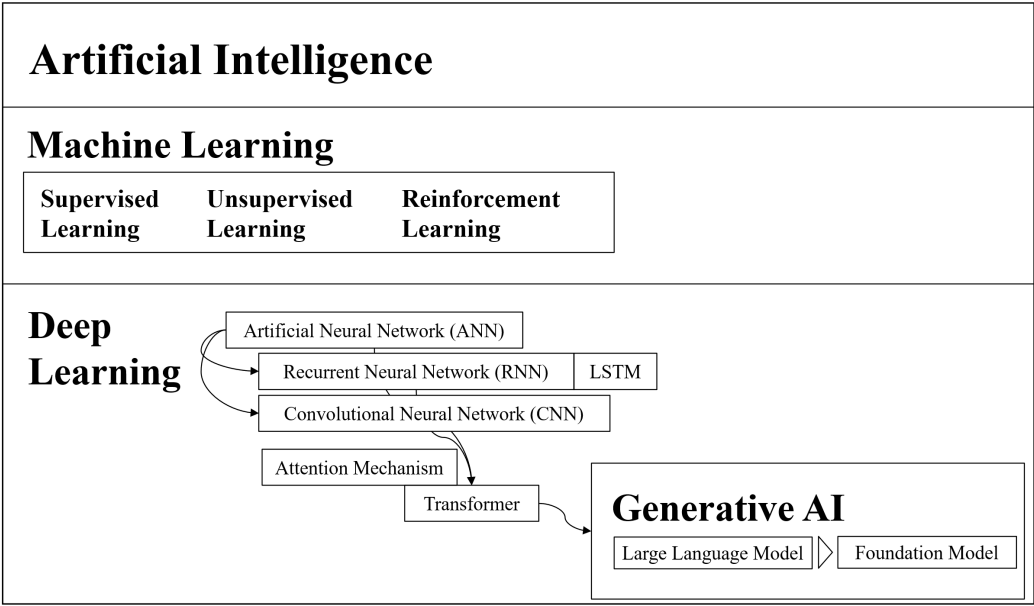 Artificial Intelligence
Machine Learning
Supervised
Learning
Unsupervised
Learning
Reinforcement
Learning
Deep
Learning
Artificial Neural Network (ANN)
Recurrent Neural Network (RNN)
LSTM
Convolutional Neural Network (CNN)
Attention Mechanism
Transformer
Generative AI
Large Language Model
Foundation Model